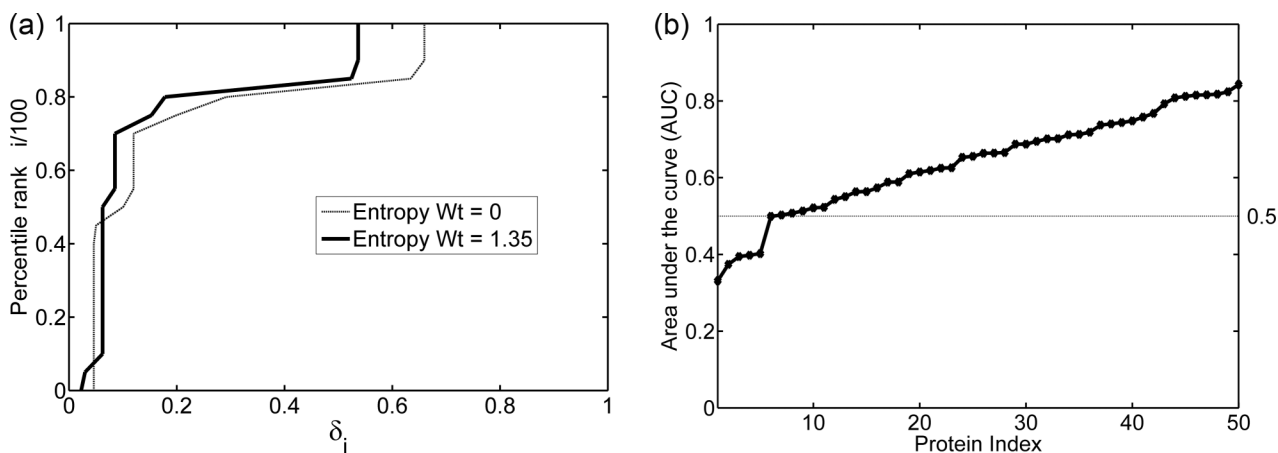 (a)
Percentile rank i/100
1
0.8
0.6
0.4
0.2
0
0 0.2 0.4 0.6 0.8 1
δi
Entropy Wt = 0
Entropy Wt = 1.35
(b)
Area under the curve (AUC)
1
0.8
0.6
0.4
0.2
0
10 20 30 40 50
Protein Index
0.5